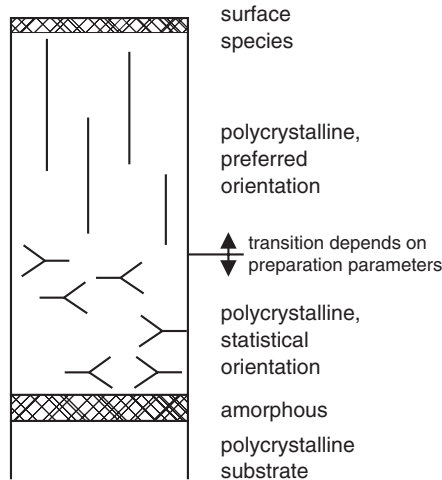 surface
species
polycrystalline,
preferred
orientation
transition depends on
preparation parameters
polycrystalline,
statistical
orientation
amorphous
polycrystalline
substrate